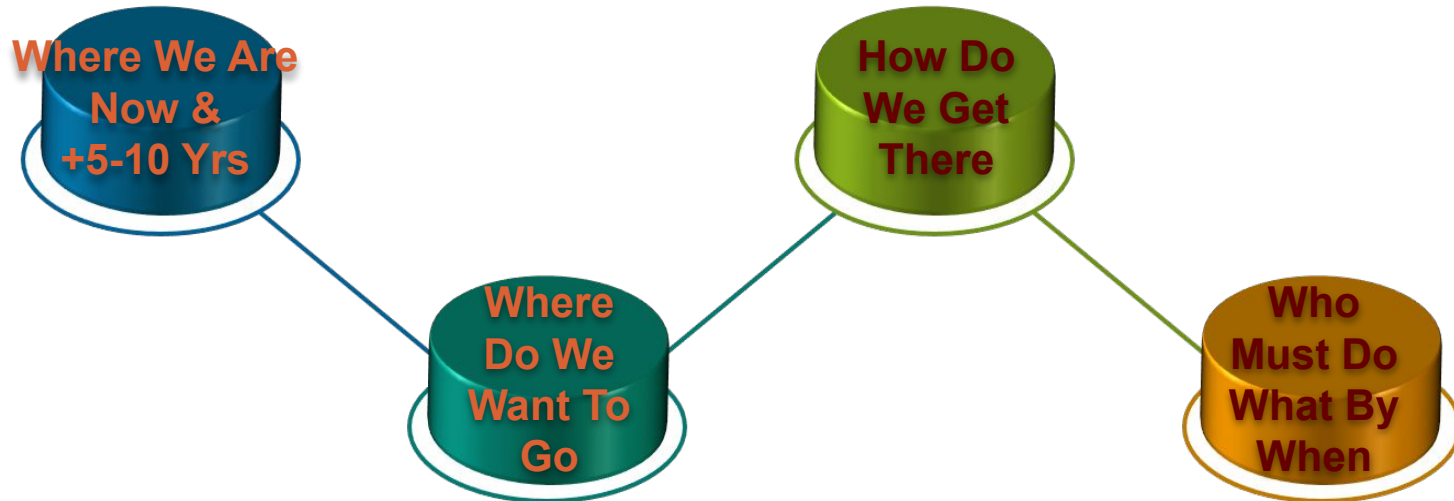 Where We Are
Now &
+5-10 Yrs
Where
Do We
Want To
Go
How Do
We Get
There
Who
Must Do
What By
When